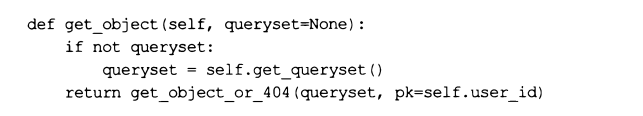 def get_object(self, queryset=None):
    if not queryset:
        queryset = self.get_queryset()
    return get_object_or_404(queryset, pk=self.user_id)